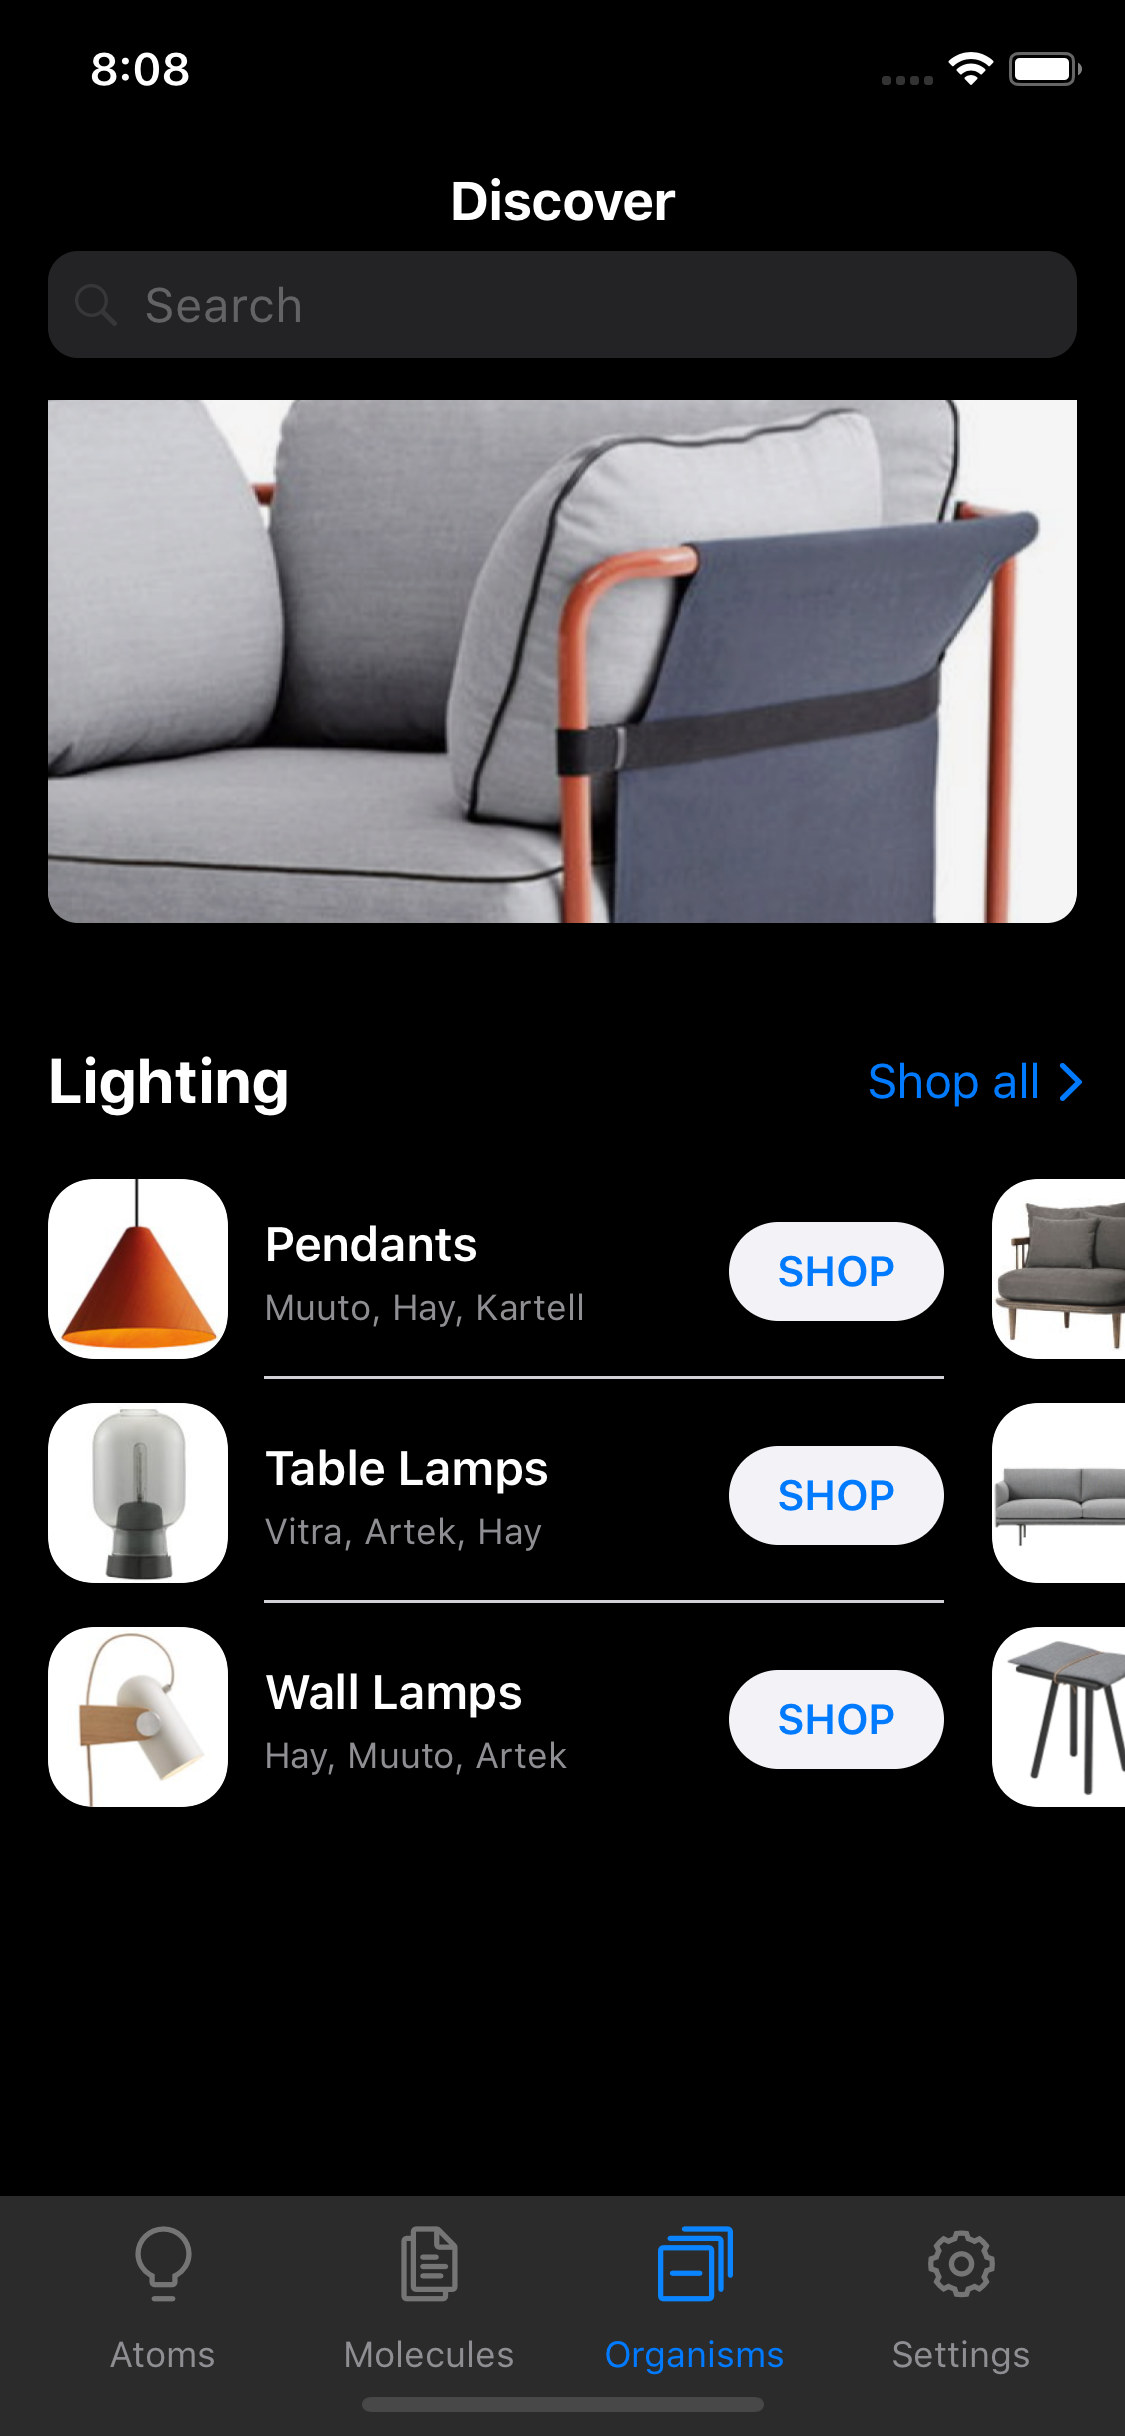 8:08
Discover
Search
Lighting
Shop all
Pendants
Muuto, Hay, Kartell
SHOP
Table Lamps
Vitra, Artek, Hay
SHOP
Wall Lamps
Hay, Muuto, Artek
SHOP
Atoms
Molecules
Organisms
Settings